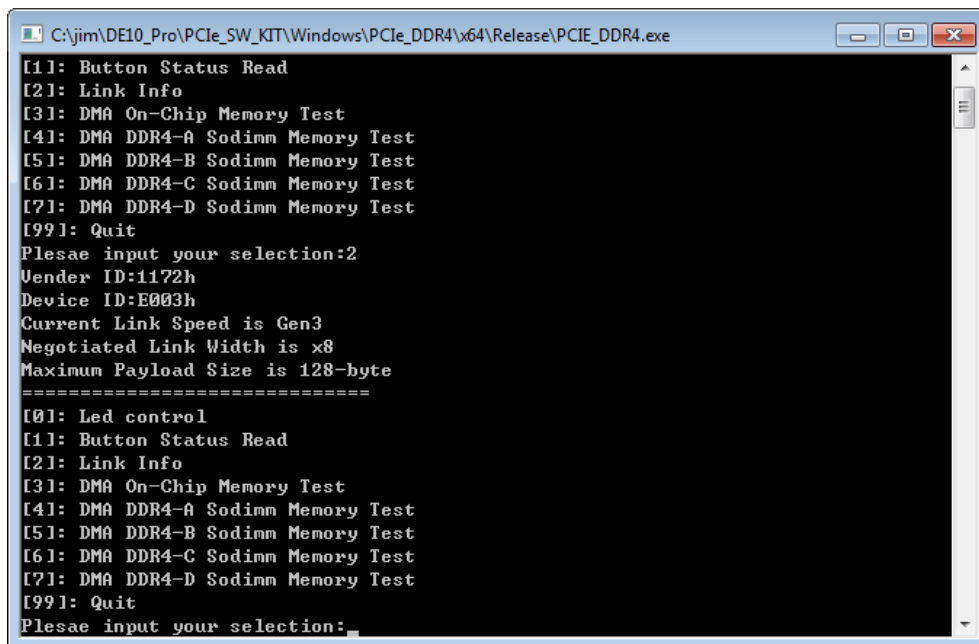 C:\jim\DE10_Pro\PCIe_SW_KIT\Windows\PCIe_DDR4\x64\Release\PCIE_DDR4.exe
[1]: Button Status Read
[2]: Link Info
[3]: DMA On-Chip Memory Test
[4]: DMA DDR4-A Sodimm Memory Test
[5]: DMA DDR4-B Sodimm Memory Test
[6]: DMA DDR4-C Sodimm Memory Test
[7]: DMA DDR4-D Sodimm Memory Test
[99]: Quit
Plesae input your selection:2
Vender ID:1172h
Device ID:E003h
Current Link Speed is Gen3
Negotiated Link Width is x8
Maximum Payload Size is 128-byte
==============================
[0]: Led control
[1]: Button Status Read
[2]: Link Info
[3]: DMA On-Chip Memory Test
[4]: DMA DDR4-A Sodimm Memory Test
[5]: DMA DDR4-B Sodimm Memory Test
[6]: DMA DDR4-C Sodimm Memory Test
[7]: DMA DDR4-D Sodimm Memory Test
[99]: Quit
Plesae input your selection:_